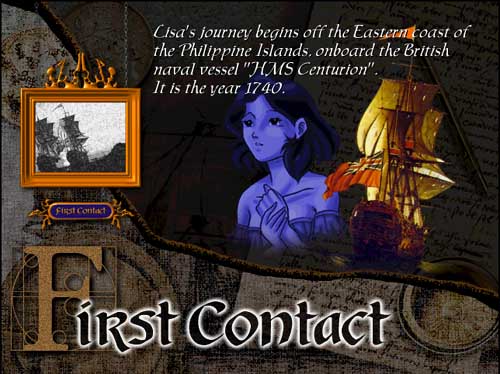 Lisa's journey begins off the Eastern coast of
the Philippine Islands, onboard the British
naval vessel "HMS Centurion".
It is the year 1740.
First Contact
First Contact